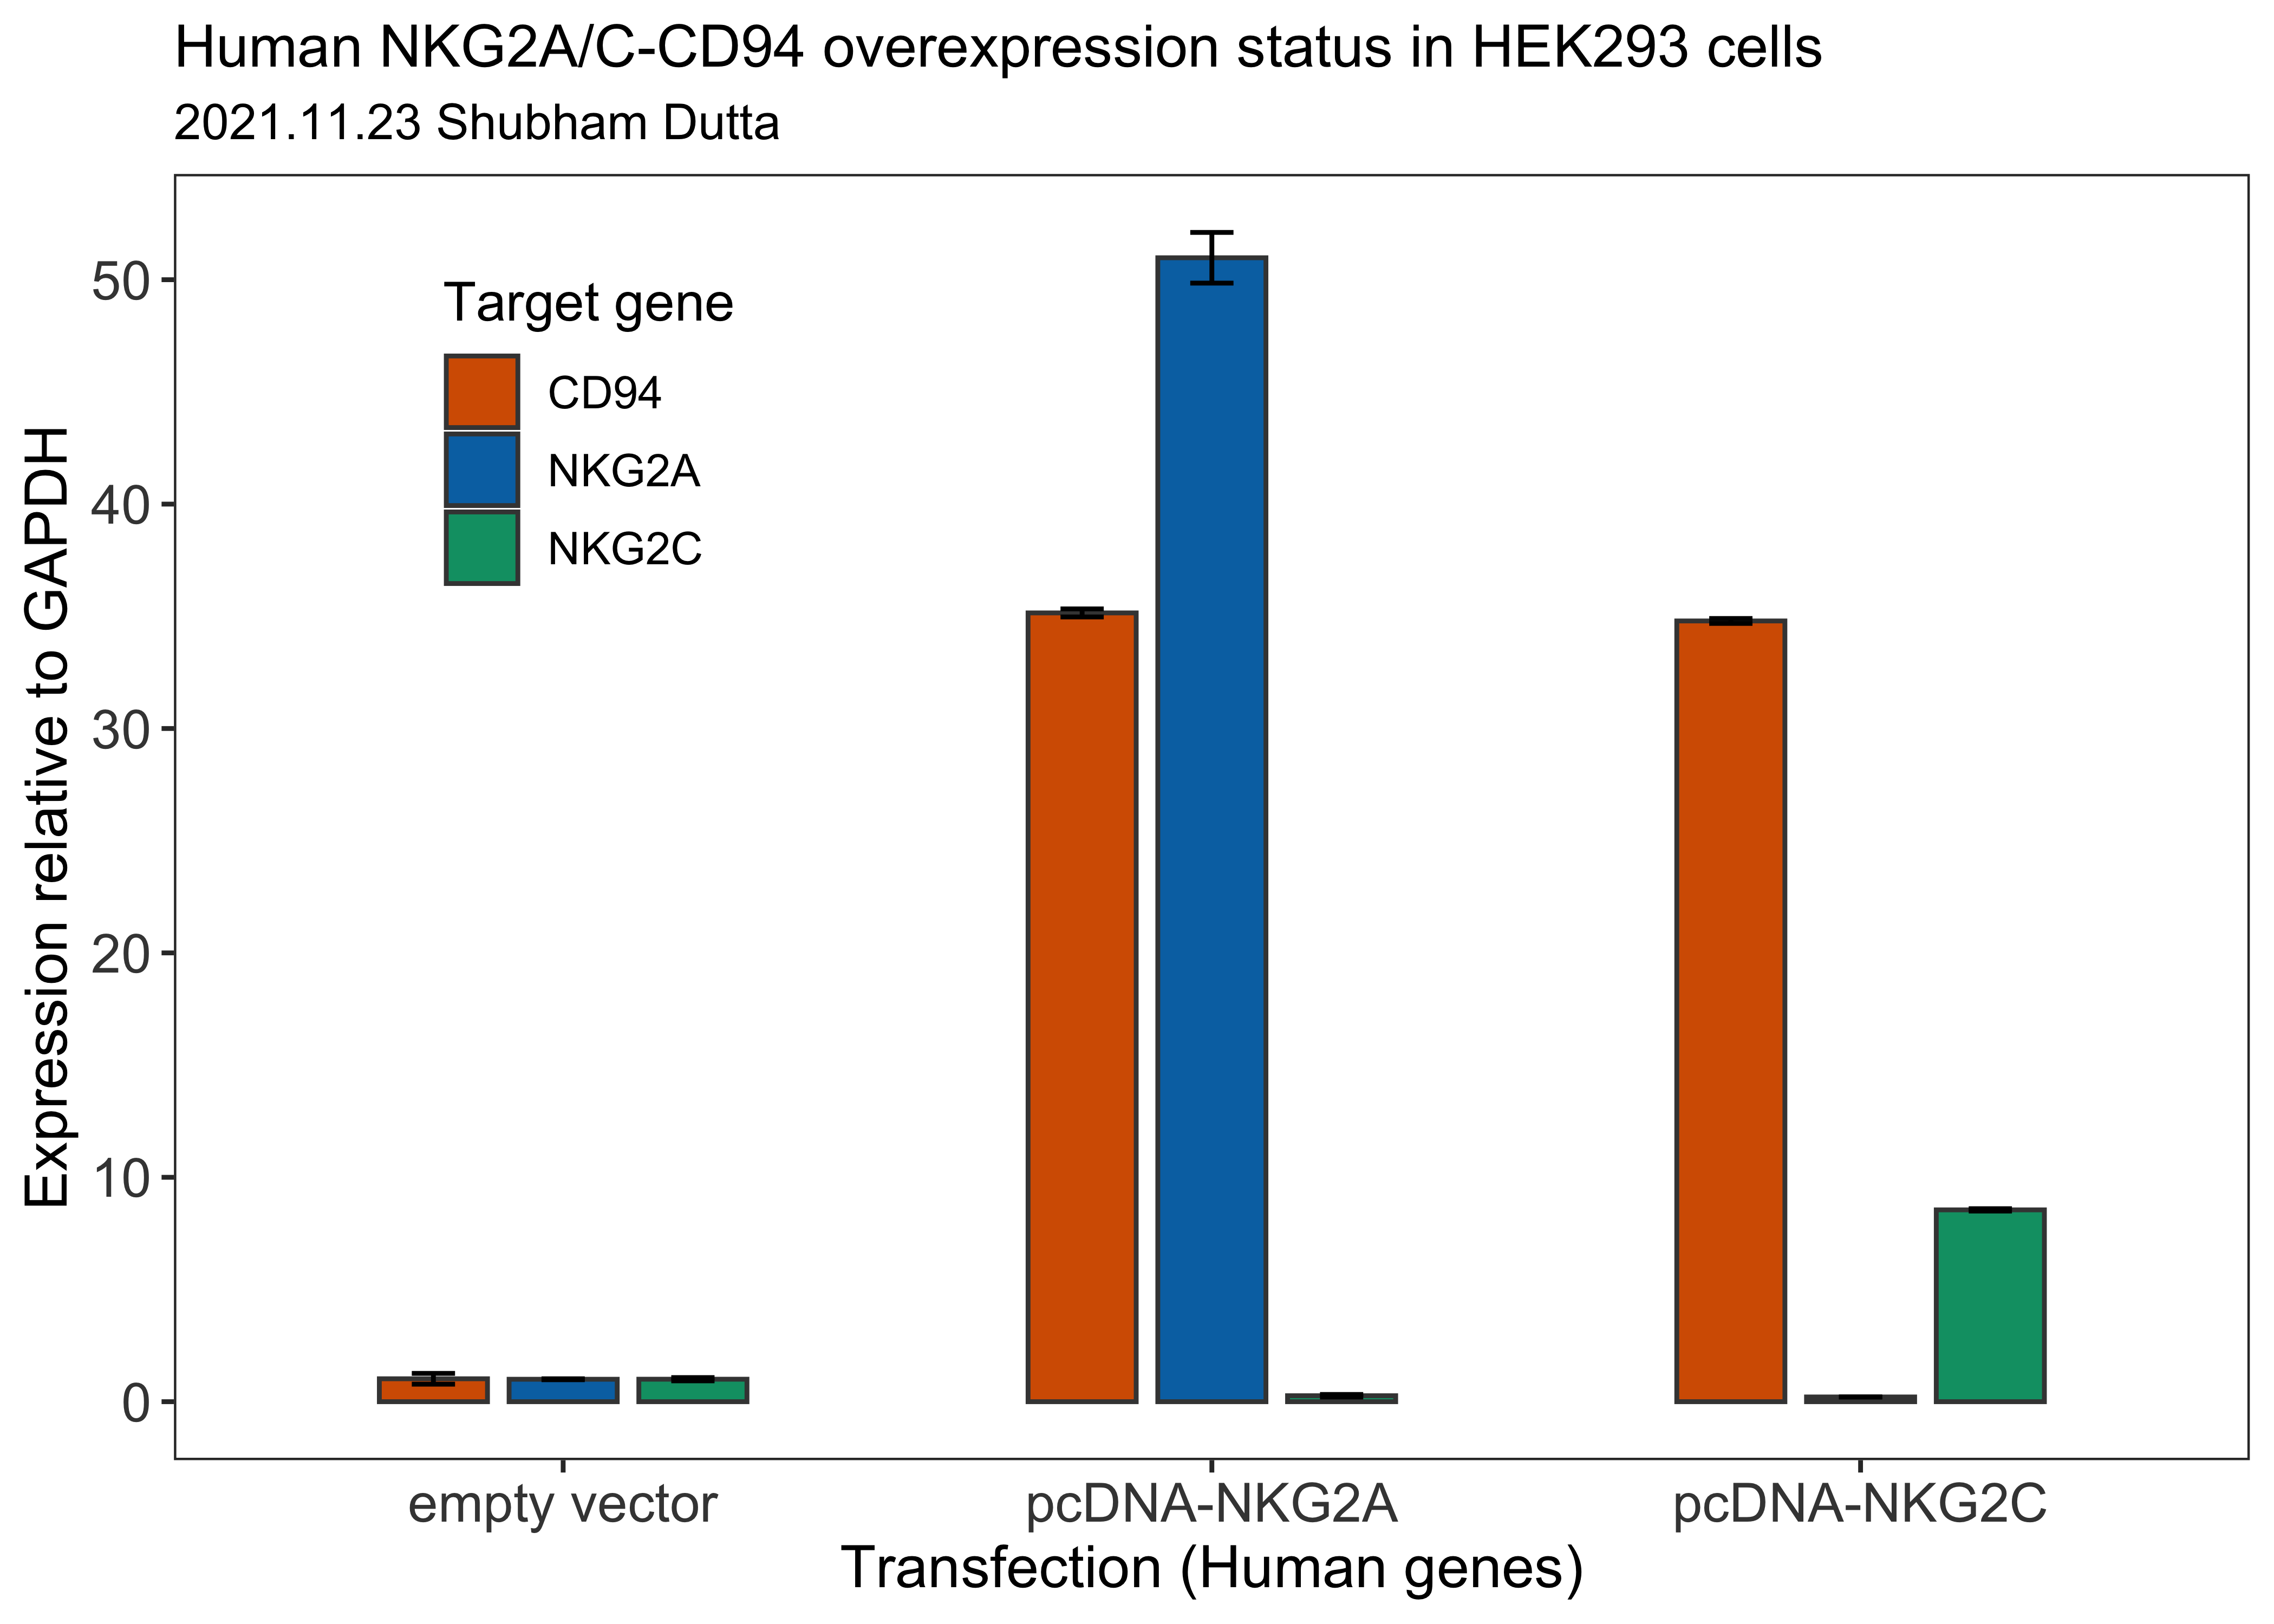 Human NKG2A/C-CD94 overexpression status in HEK293 cells
2021.11.23 Shubham Dutta
Expression relative to GAPDH
50
40
30
20
10
0
Target gene
CD94
NKG2A
NKG2C
empty vector
pcDNA-NKG2A
pcDNA-NKG2C
Transfection (Human genes)